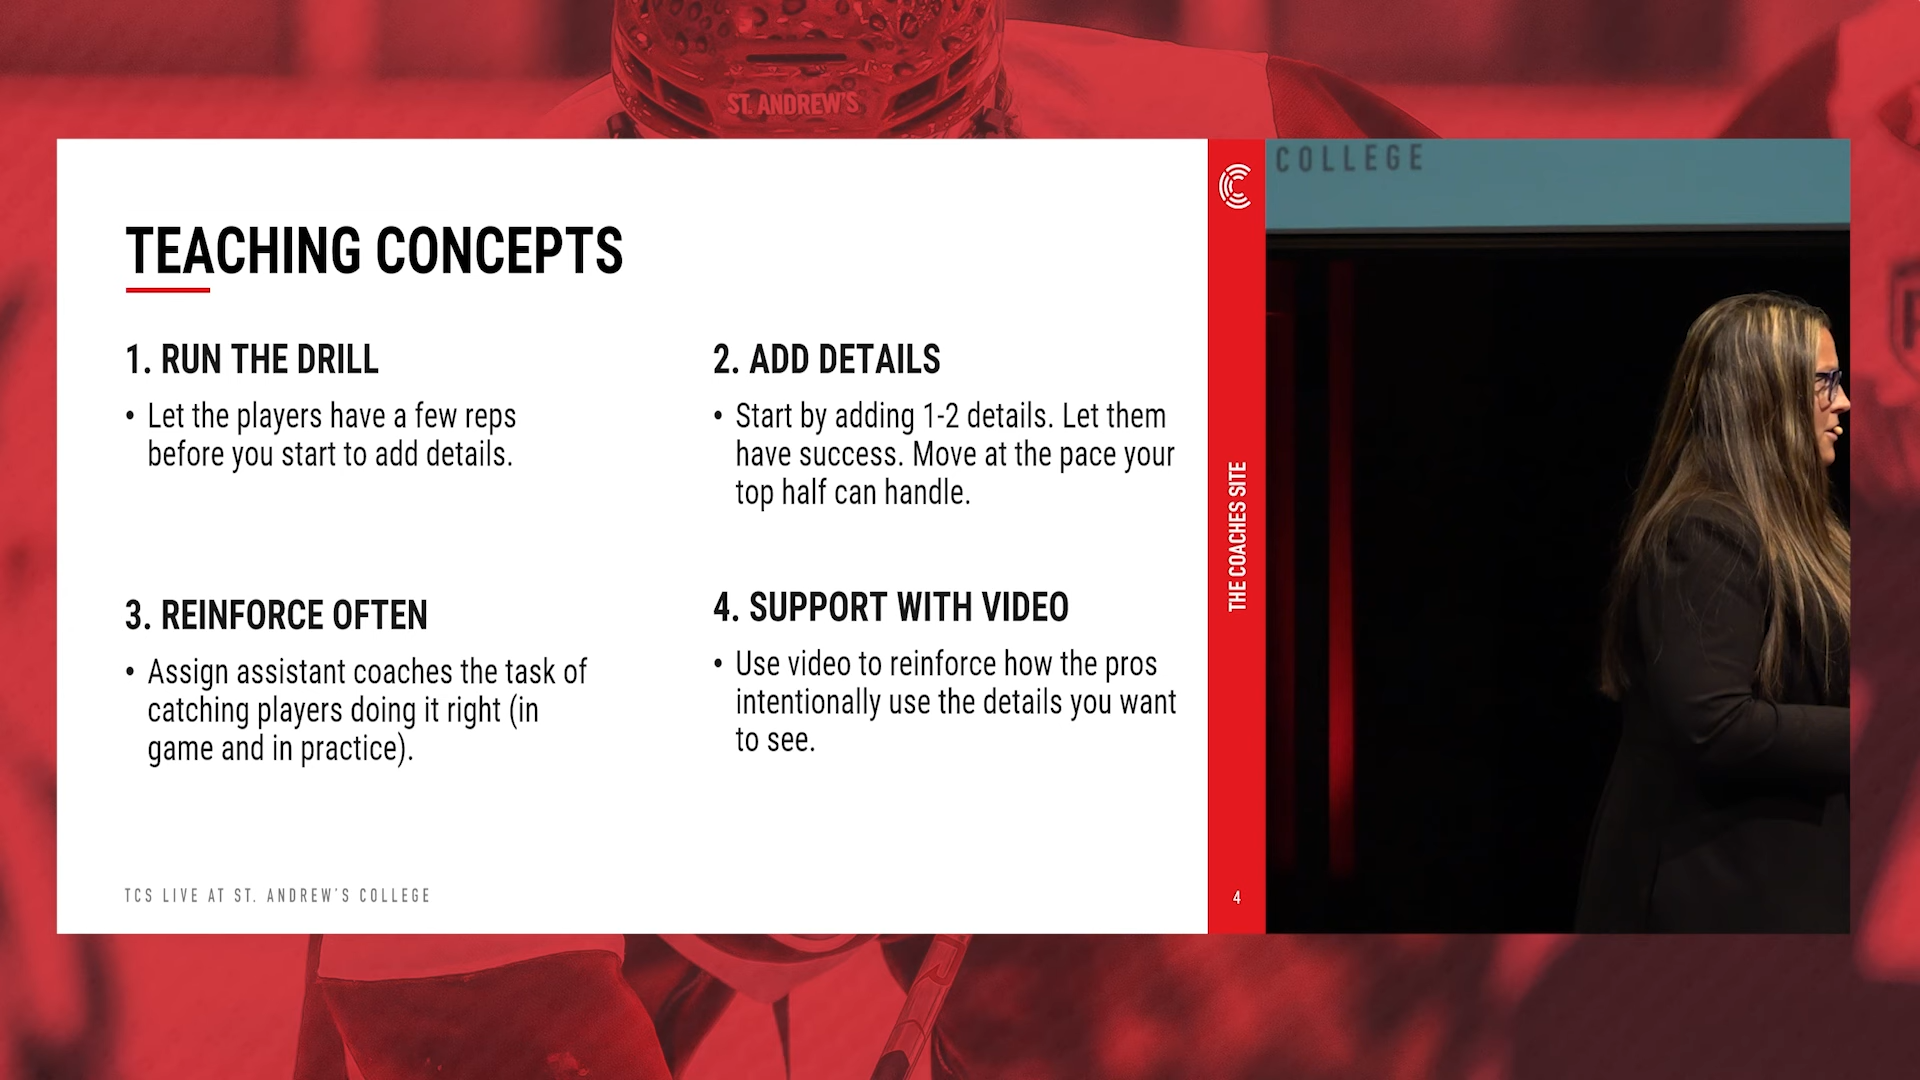 ST. ANDREW'S
COLLEGE
TEACHING CONCEPTS
1. RUN THE DRILL
• Let the players have a few reps
before you start to add details.
2. ADD DETAILS
• Start by adding 1-2 details. Let them
have success. Move at the pace your
top half can handle.
3. REINFORCE OFTEN
• Assign assistant coaches the task of
catching players doing it right (in
game and in practice).
4. SUPPORT WITH VIDEO
• Use video to reinforce how the pros
intentionally use the details you want
to see.
THE COACHES SITE
TCS LIVE AT ST. ANDREW'S COLLEGE
4